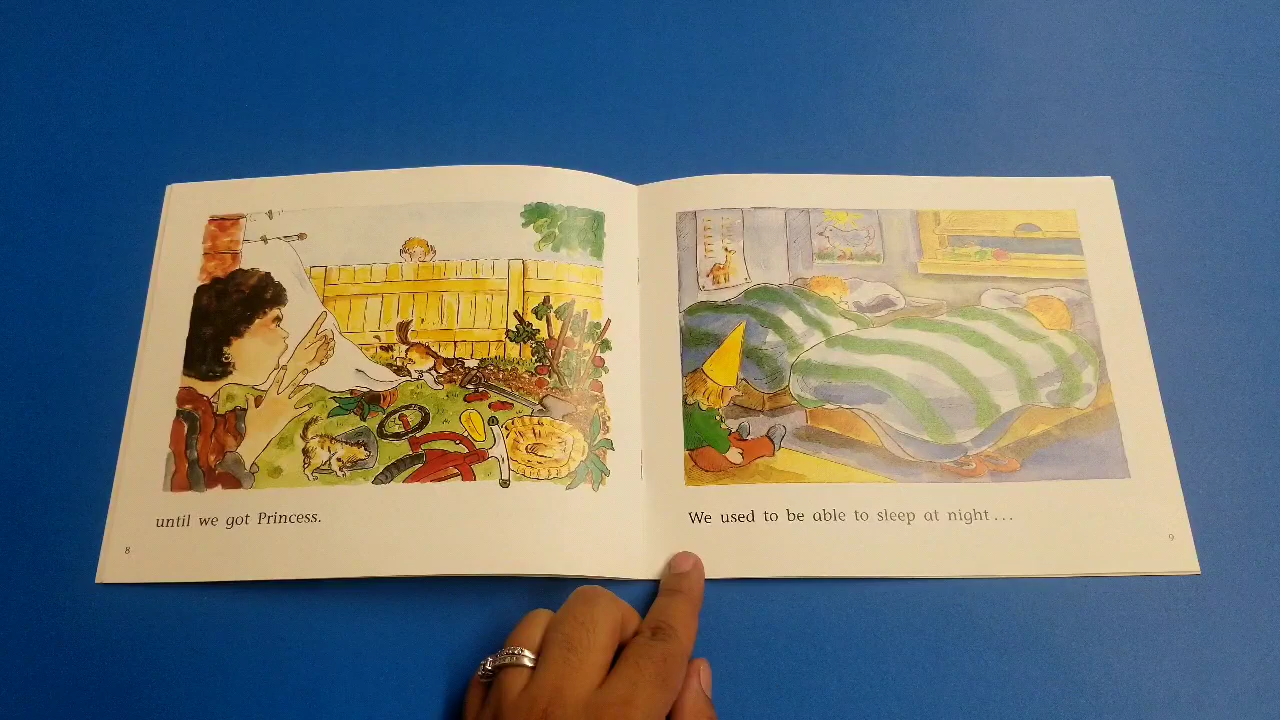 until we got Princess.
8
We used to be able to sleep at night...
9